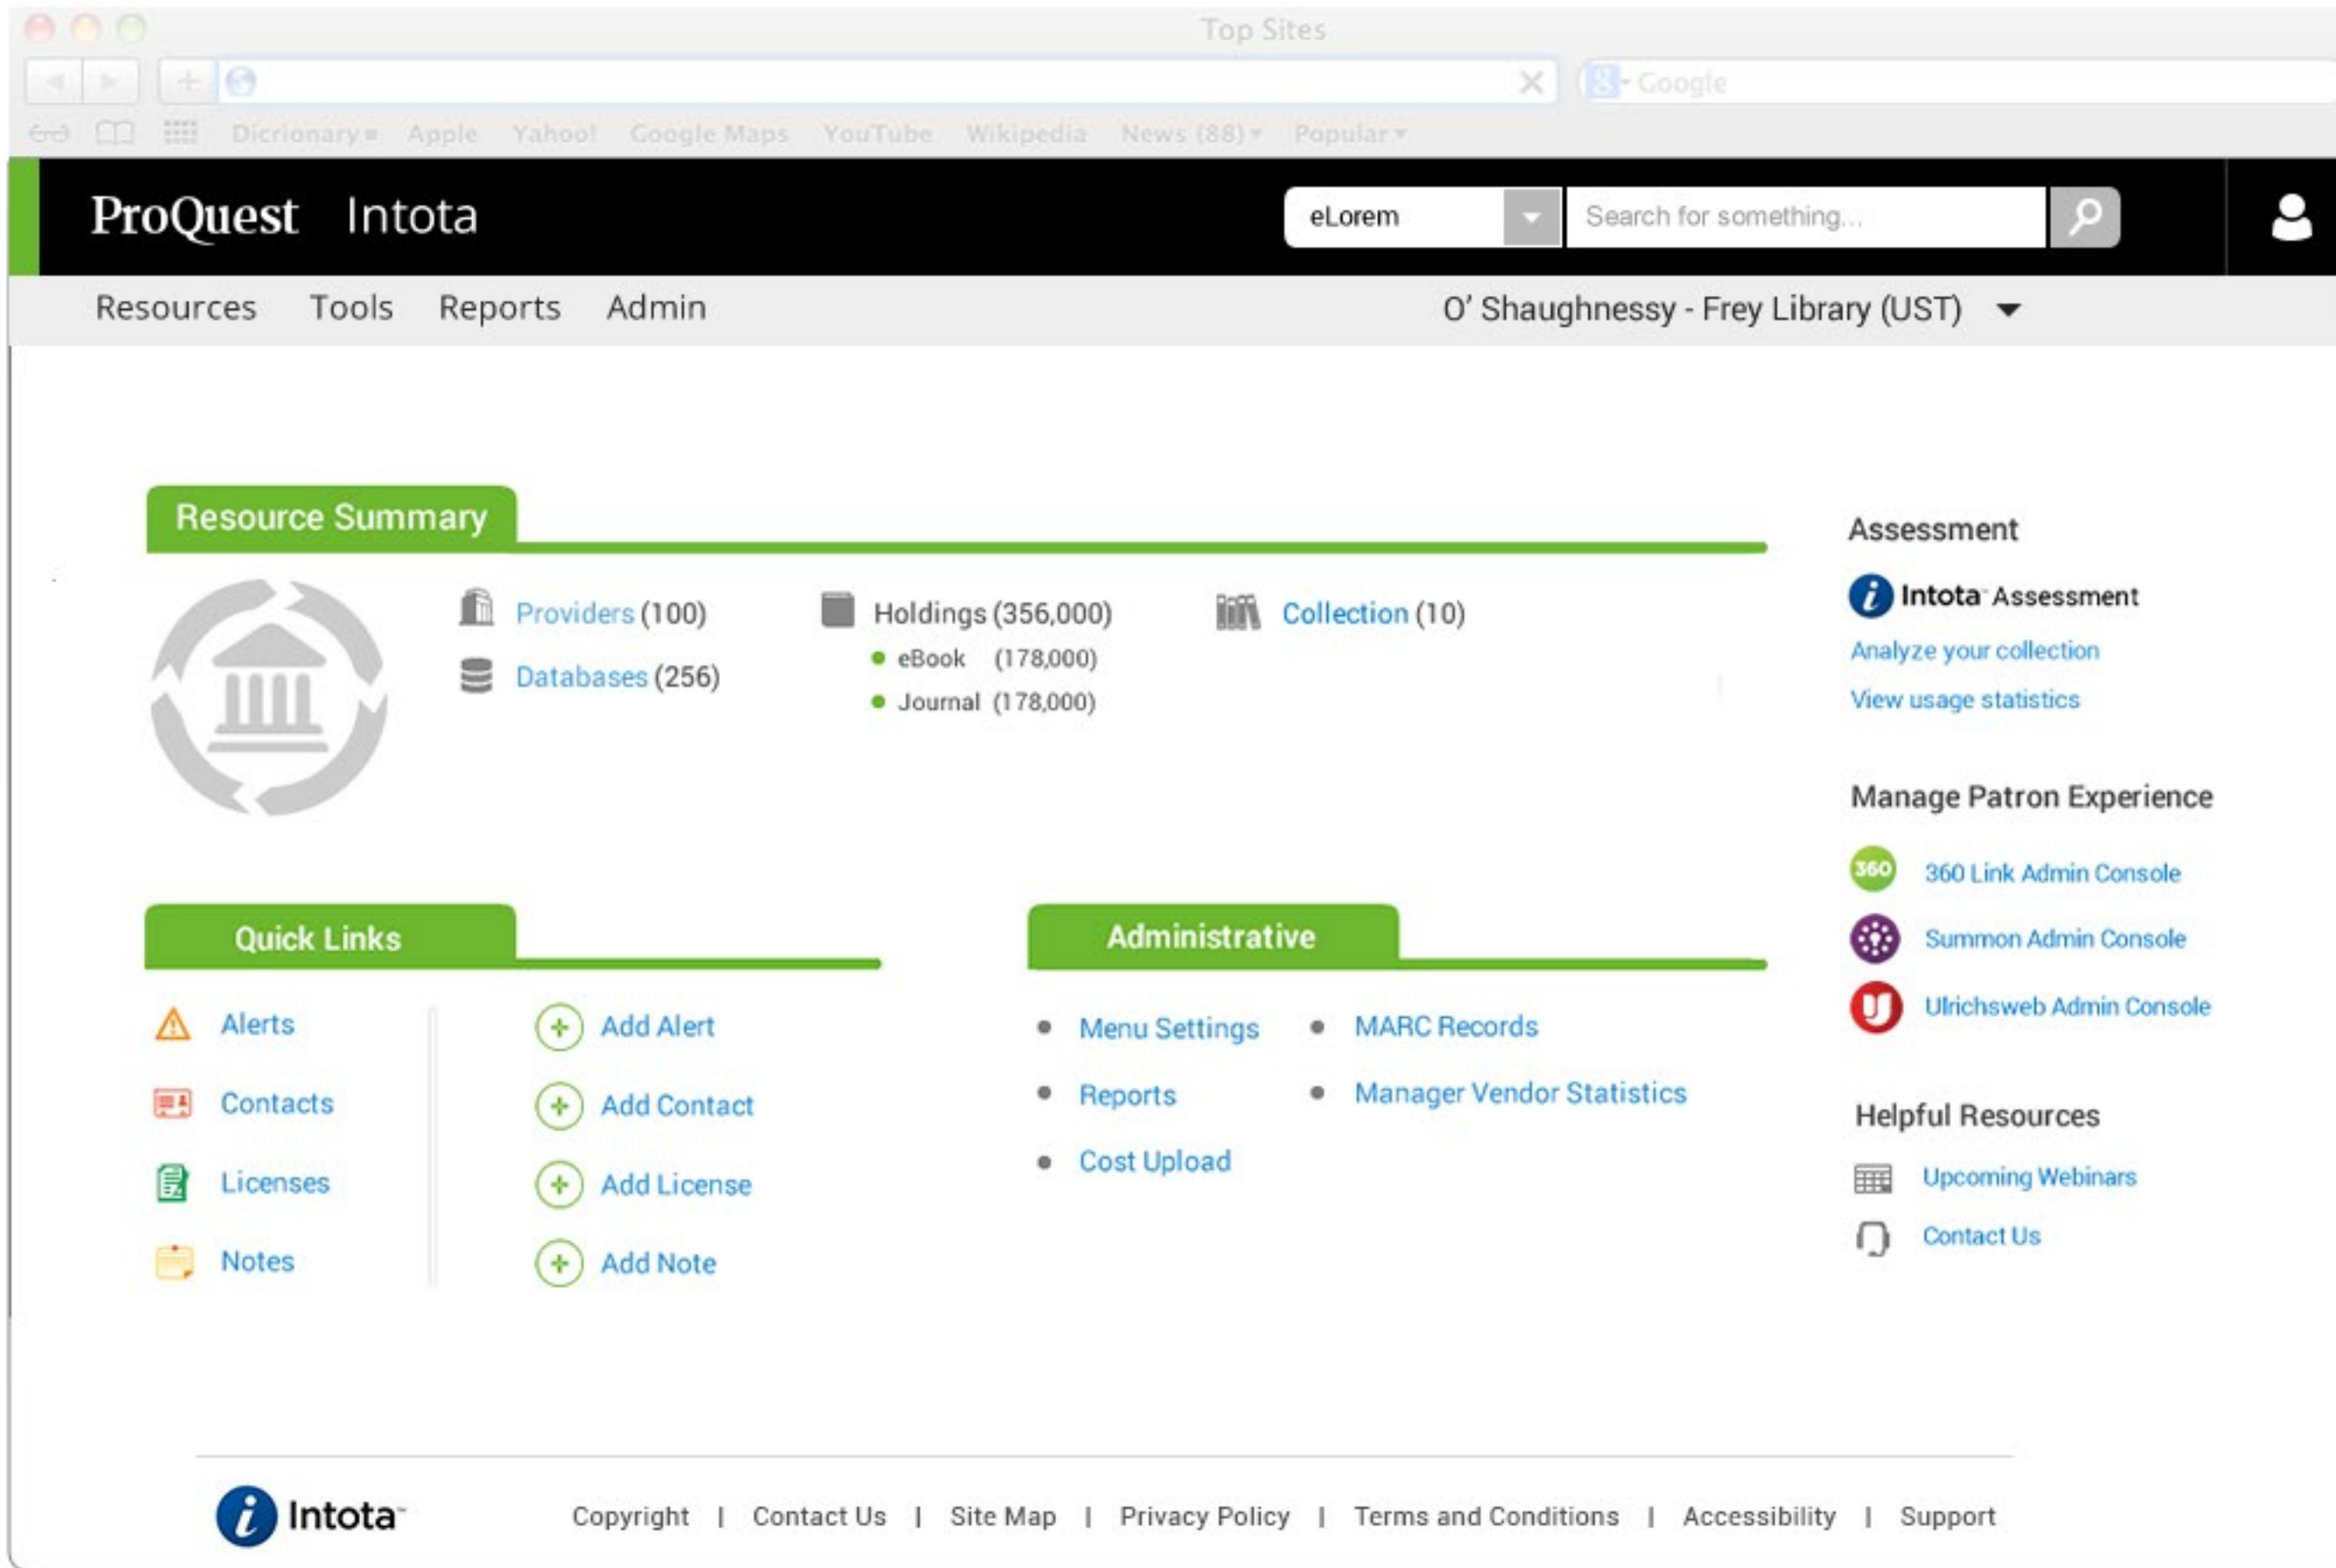 Top Sites
Google
Dicrionary Apple Yahoo! Google Maps YouTube Wikipedia News (88) Popular
ProQuest Intota
eLorem Search for something...
Resources Tools Reports Admin
O' Shaughnessy - Frey Library (UST)
Resource Summary
Providers (100)
Databases (256)
Holdings (356,000)
eBook (178,000)
Journal (178,000)
Collection (10)
Assessment
i Intota Assessment
Analyze your collection
View usage statistics
Manage Patron Experience
360 360 Link Admin Console
Summon Admin Console
Ulrichsweb Admin Console
Helpful Resources
Upcoming Webinars
Contact Us
Quick Links
Alerts
Contacts
Licenses
Notes
Add Alert
Add Contact
Add License
Add Note
Administrative
Menu Settings
Reports
Cost Upload
MARC Records
Manager Vendor Statistics
i Intota™
Copyright | Contact Us | Site Map | Privacy Policy | Terms and Conditions | Accessibility | Support